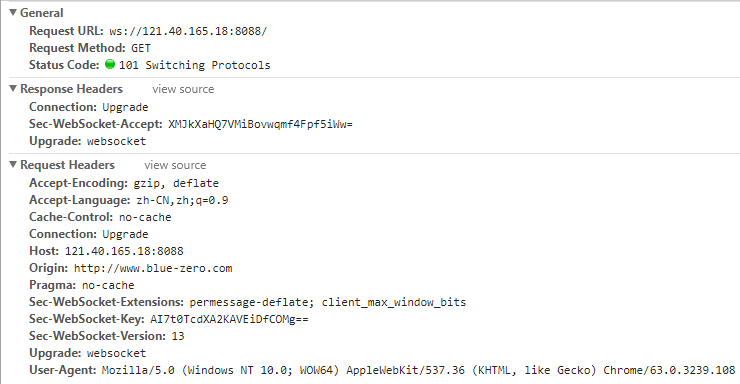 General
Request URL: ws://121.40.165.18:8088/
Request Method: GET
Status Code: 101 Switching Protocols
Response Headers view source
Connection: Upgrade
Sec-WebSocket-Accept: XMJkXaHQ7VMiBovwqmf4Fpf5iWw=
Upgrade: websocket
Request Headers view source
Accept-Encoding: gzip, deflate
Accept-Language: zh-CN,zh;q=0.9
Cache-Control: no-cache
Connection: Upgrade
Host: 121.40.165.18:8088
Origin: http://www.blue-zero.com
Pragma: no-cache
Sec-WebSocket-Extensions: permessage-deflate; client_max_window_bits
Sec-WebSocket-Key: AI7t0TcdXA2KAVEiDfCOMg==
Sec-WebSocket-Version: 13
Upgrade: websocket
User-Agent: Mozilla/5.0 (Windows NT 10.0; WOW64) AppleWebKit/537.36 (KHTML, like Gecko) Chrome/63.0.3239.108